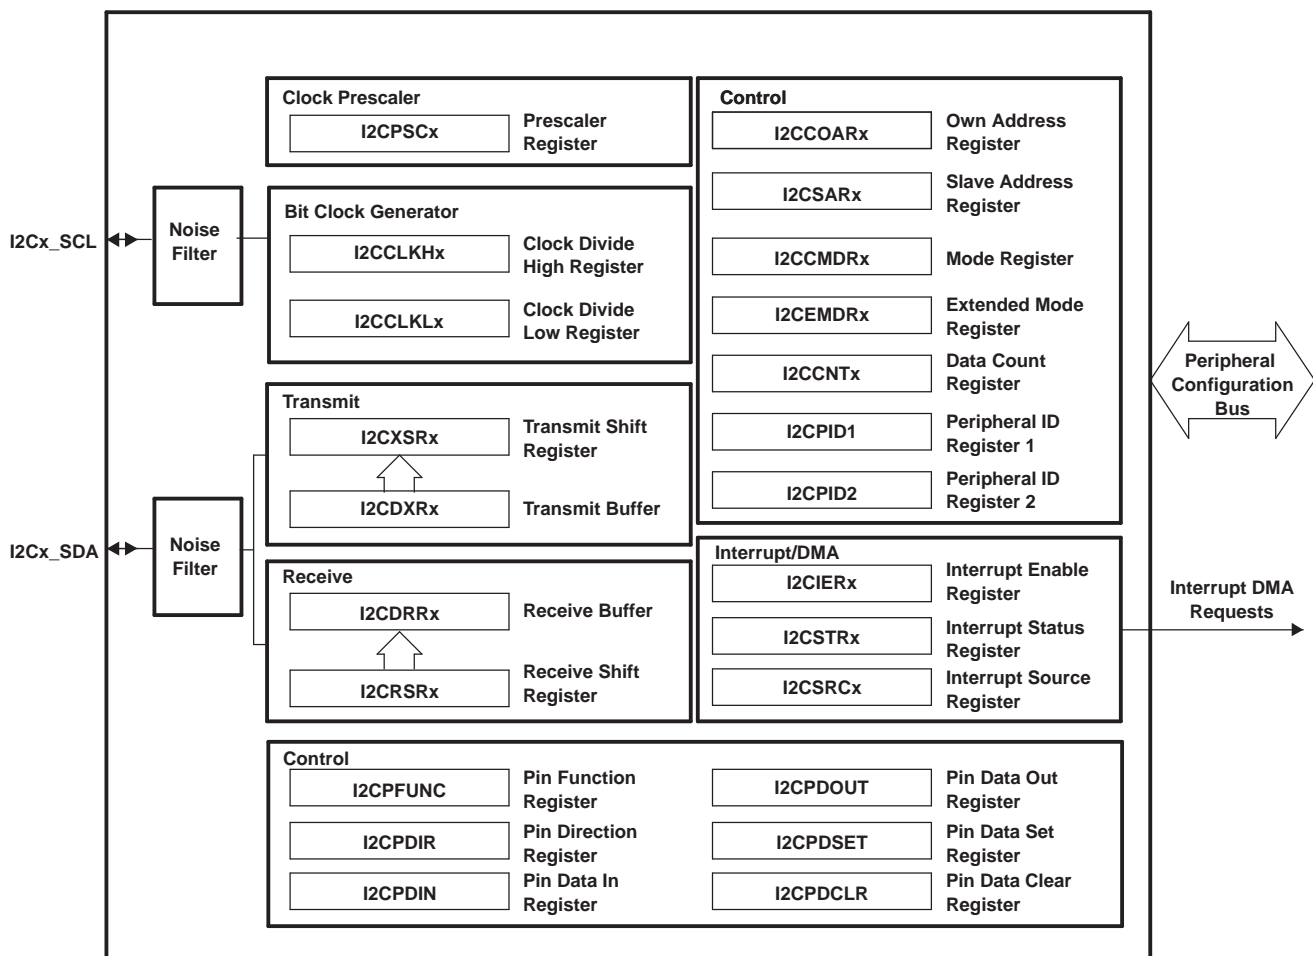 Clock Prescaler
I2CPSCx
Prescaler
Register
I2Cx_SCL
Noise
Filter
Bit Clock Generator
I2CCLKHx
Clock Divide
High Register
I2CCLKLx
Clock Divide
Low Register
Transmit
I2CXSRx
Transmit Shift
Register
I2CDXRx
Transmit Buffer
I2Cx_SDA
Noise
Filter
Receive
I2CDRRx
Receive Buffer
I2CRSRx
Receive Shift
Register
Control
I2CCOARx
Own Address
Register
I2CSARx
Slave Address
Register
I2CCMDRx
Mode Register
I2CEMDRx
Extended Mode
Register
I2CCNTx
Data Count
Register
I2CPID1
Peripheral ID
Register 1
I2CPID2
Peripheral ID
Register 2
Peripheral
Configuration
Bus
Interrupt/DMA
I2CIERx
Interrupt Enable
Register
I2CSTRx
Interrupt Status
Register
I2CSRCx
Interrupt Source
Register
Interrupt DMA
Requests
Control
I2CPFUNC
Pin Function
Register
I2CPDIR
Pin Direction
Register
I2CPDIN
Pin Data In
Register
I2CPDOUT
Pin Data Out
Register
I2CPDSET
Pin Data Set
Register
I2CPDCLR
Pin Data Clear
Register